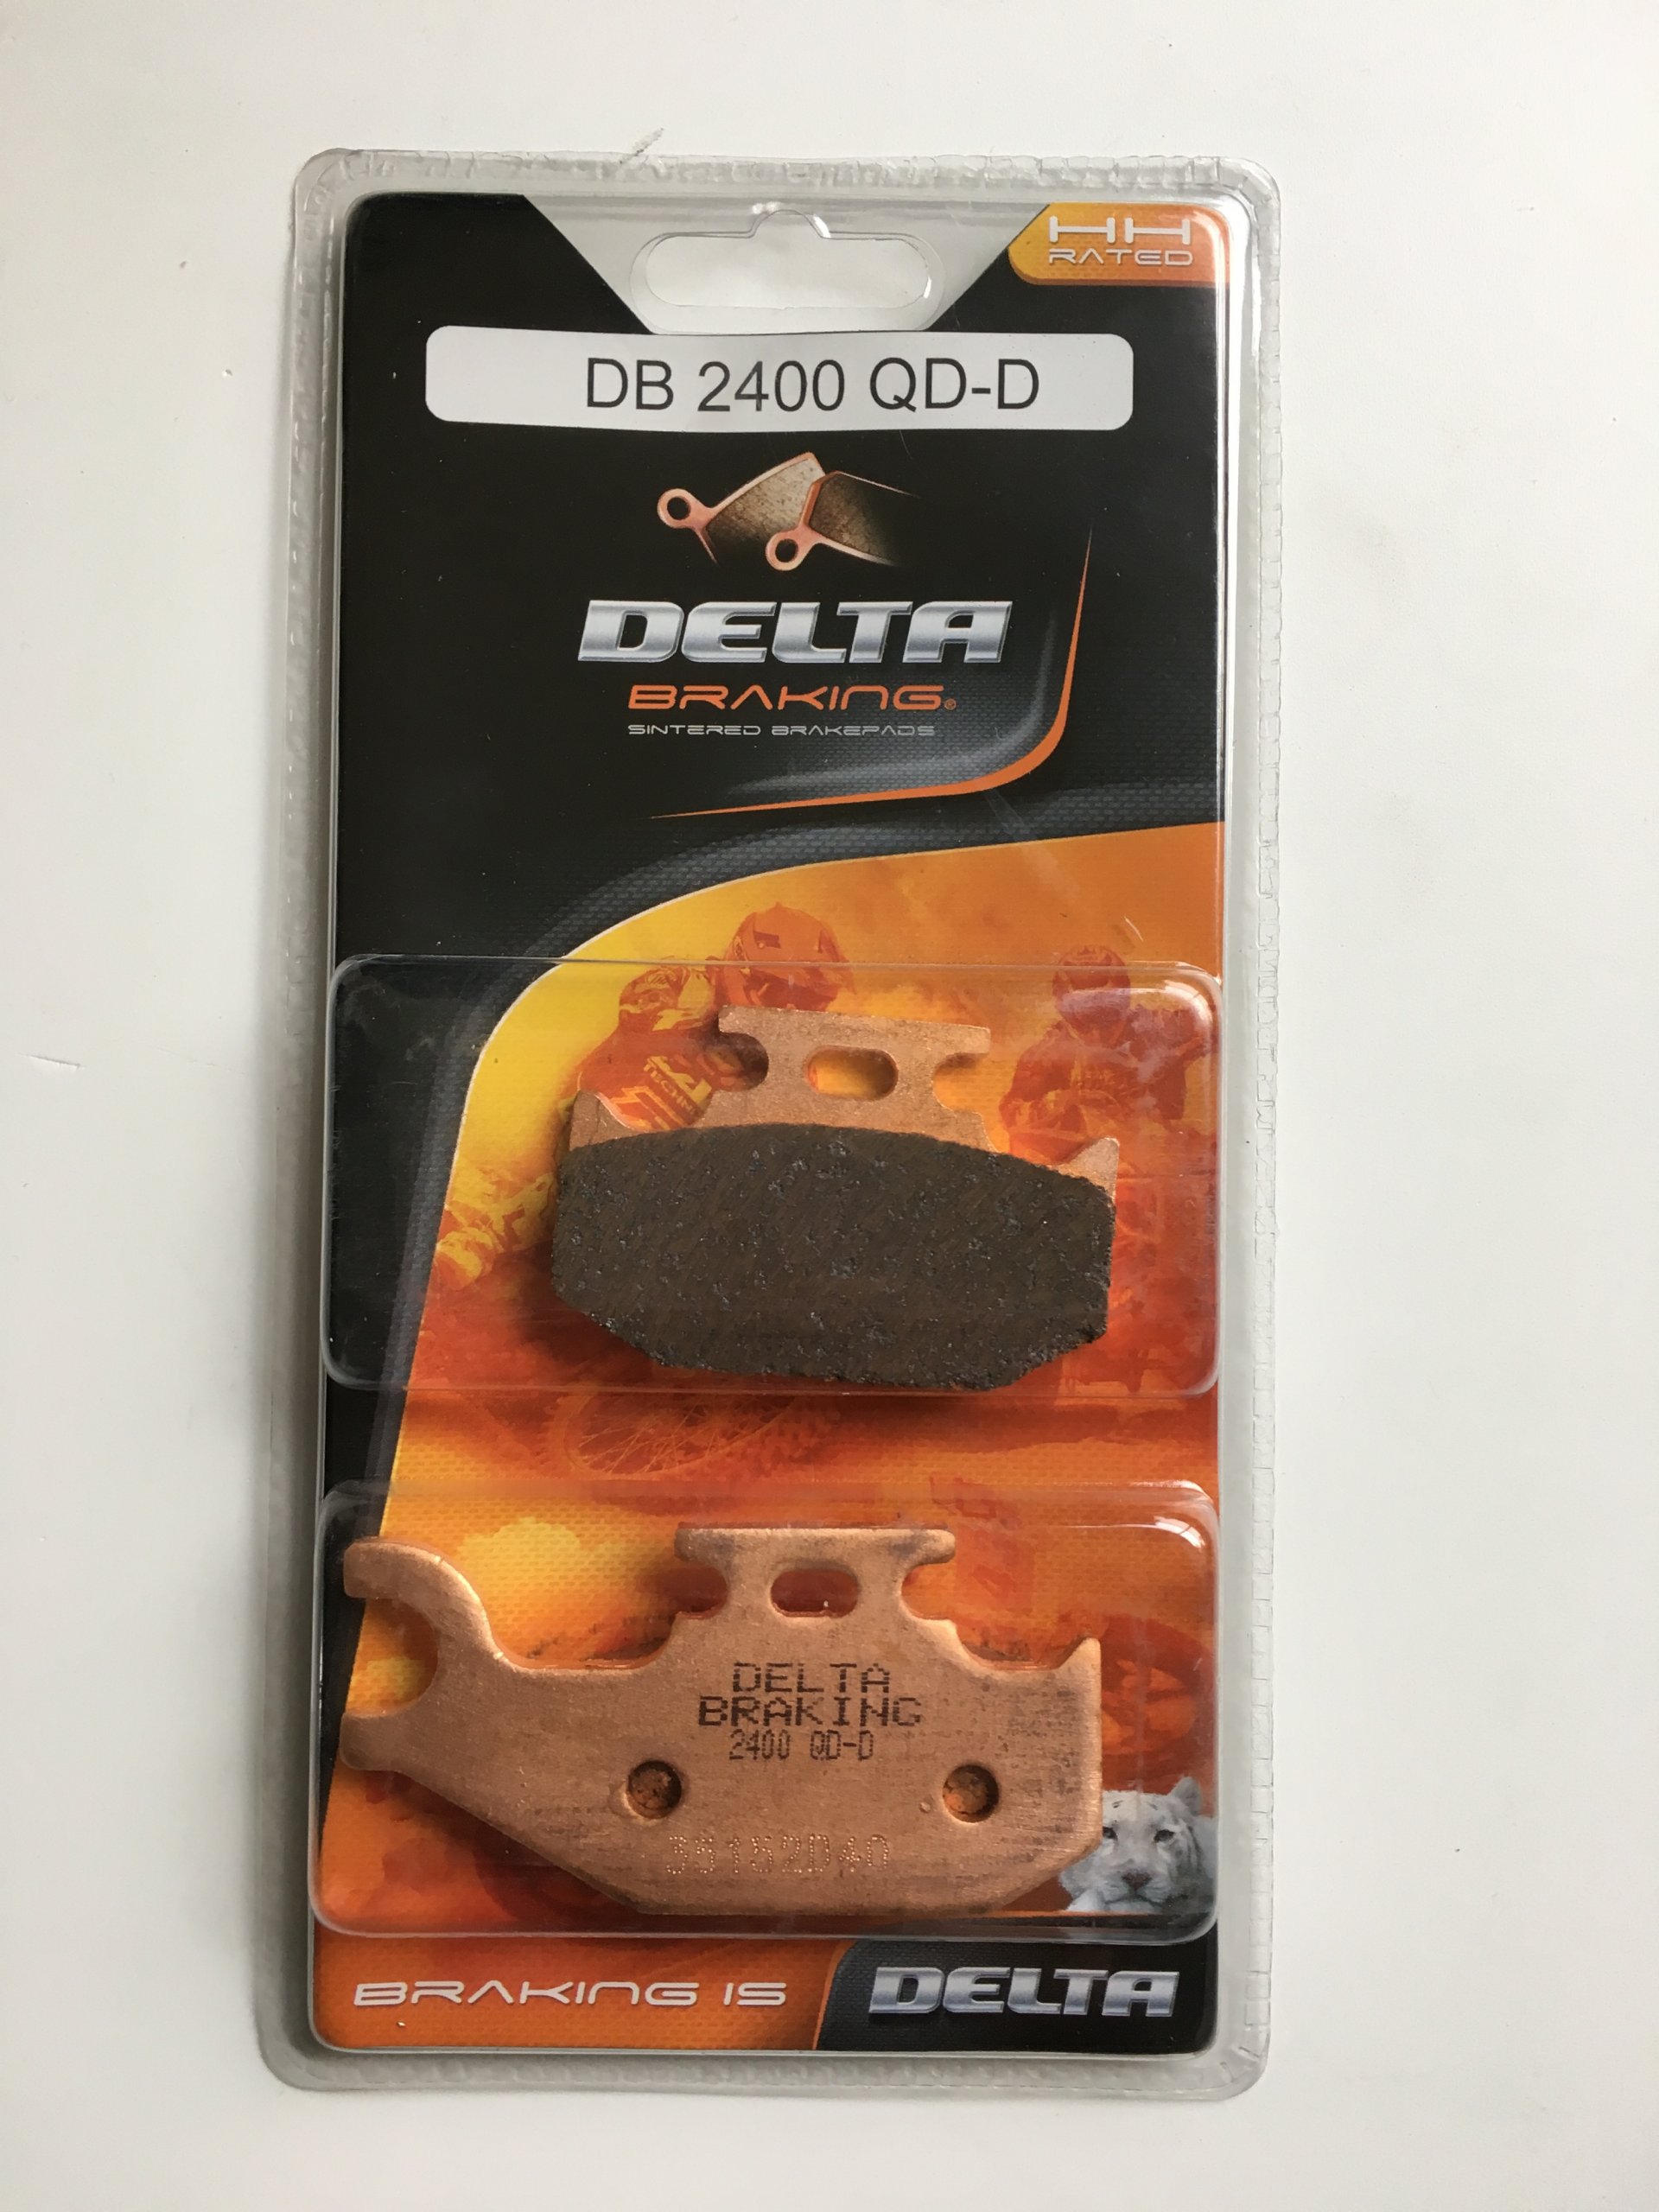 HH
RATED
DB 2400 QD-D
DELTA
BRAKING®
SINTERED BRAKEPADS
DELTA
BRAKING
2400 QD-D
BRAKING IS
DELTA